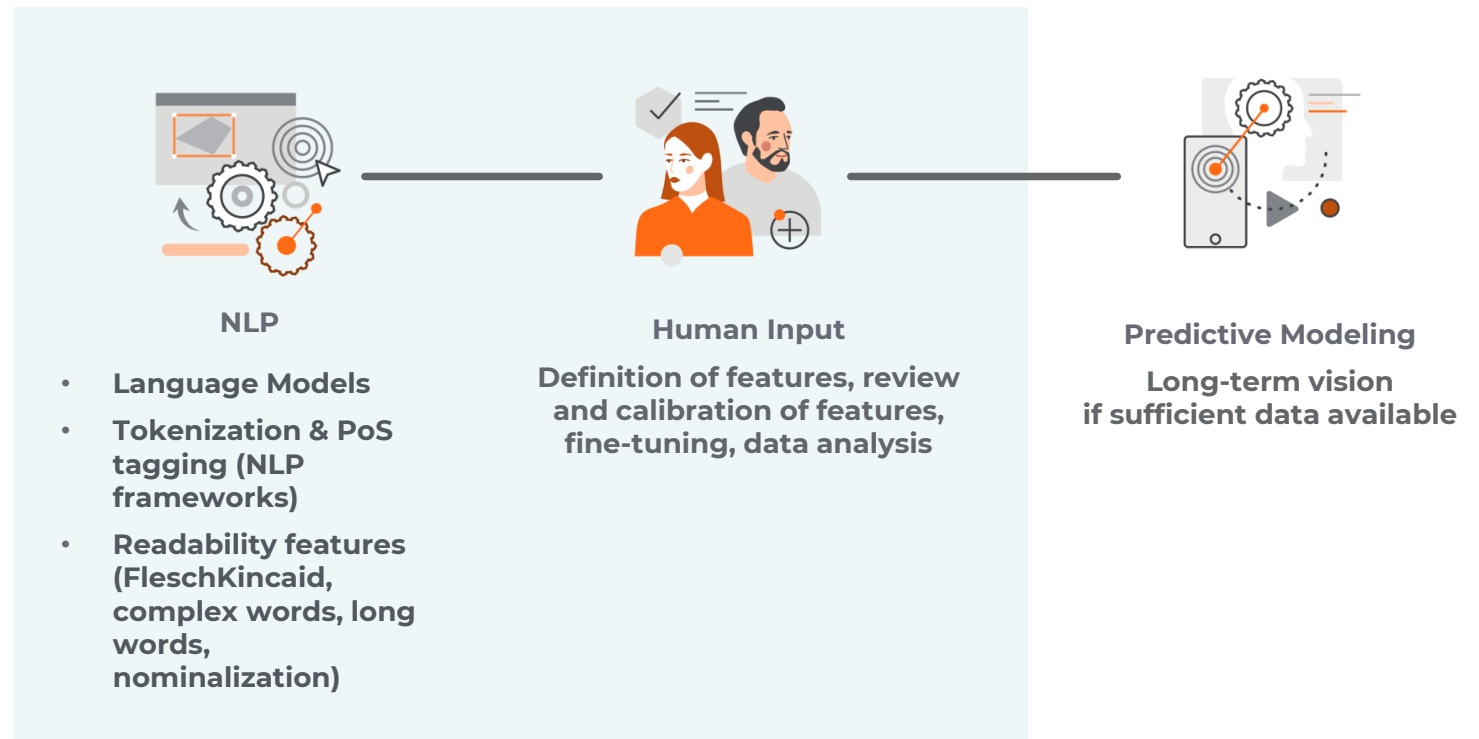 NLP
• Language Models
• Tokenization & PoS
tagging (NLP
frameworks)
• Readability features
(FleschKincaid,
complex words, long
words,
nominalization)
Human Input
Definition of features, review
and calibration of features,
fine-tuning, data analysis
Predictive Modeling
Long-term vision
if sufficient data available